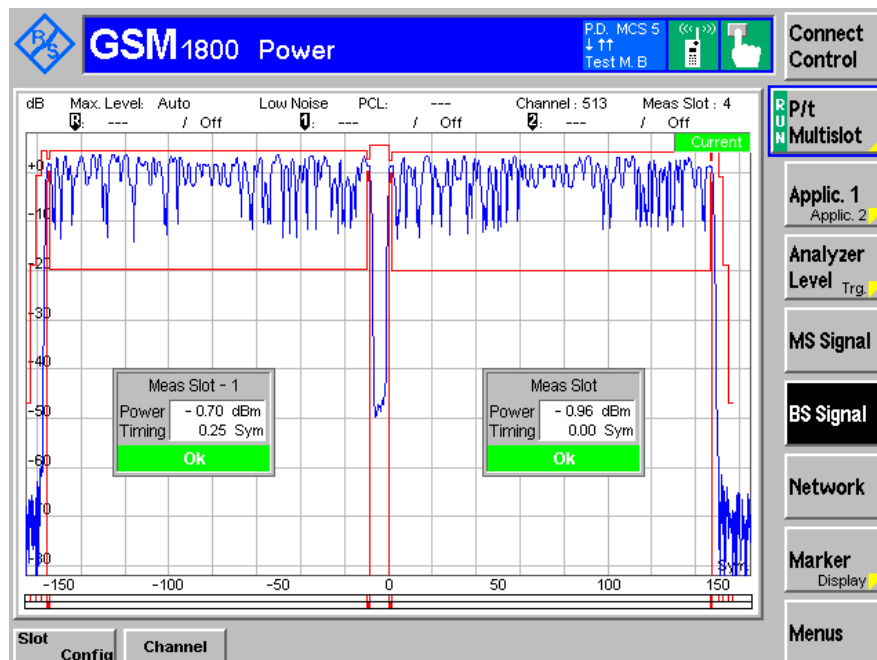 R&S
GSM 1800 Power
P.D. MCS 5
↓ ↑↑
Test M. B
Connect Control
dB Max. Level: Auto Low Noise PCL: --- Channel : 513 Meas Slot : 4
R: --- / Off 1: --- / Off 2: --- / Off
Current
RUN
P/t Multislot
+0
-10
-20
-30
-40
-50
-60
-70
-80
Applic. 1
Applic. 2
Analyzer Level Trg.
MS Signal
BS Signal
Network
Marker
Display
Menus
Meas Slot - 1
Power - 0.70 dBm
Timing 0.25 Sym
Ok
Meas Slot
Power - 0.96 dBm
Timing 0.00 Sym
Ok
Sym
-150 -100 -50 0 50 100 150
Slot Config
Channel